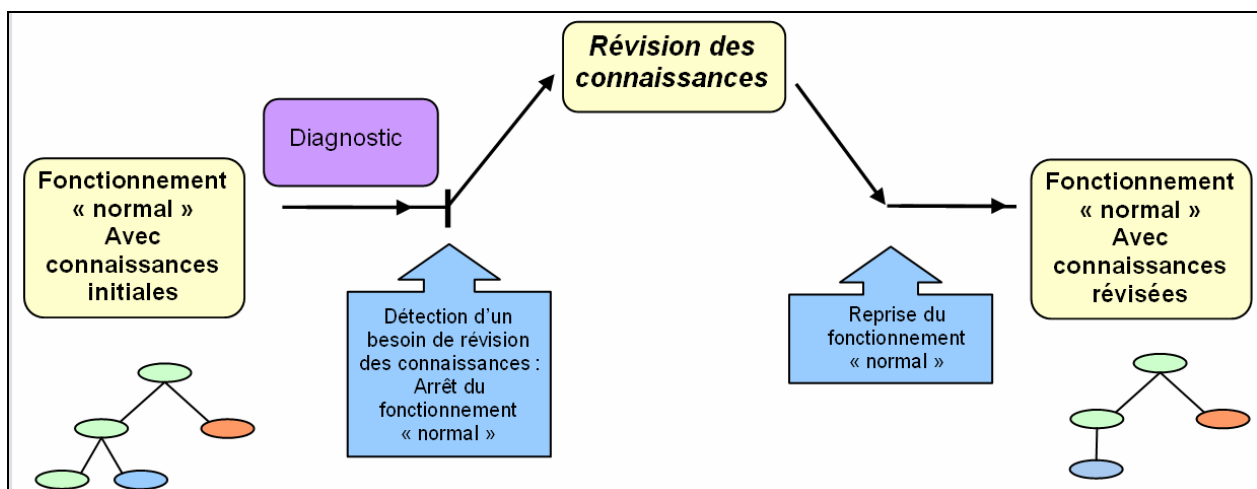 Révision des
connaissances
Diagnostic
Fonctionnement
« normal »
Avec
connaissances
initiales
Fonctionnement
« normal »
Avec
connaissances
révisées
Détection d'un
besoin de révision
des connaissances :
Arrêt du
fonctionnement
« normal »
Reprise du
fonctionnement
« normal »